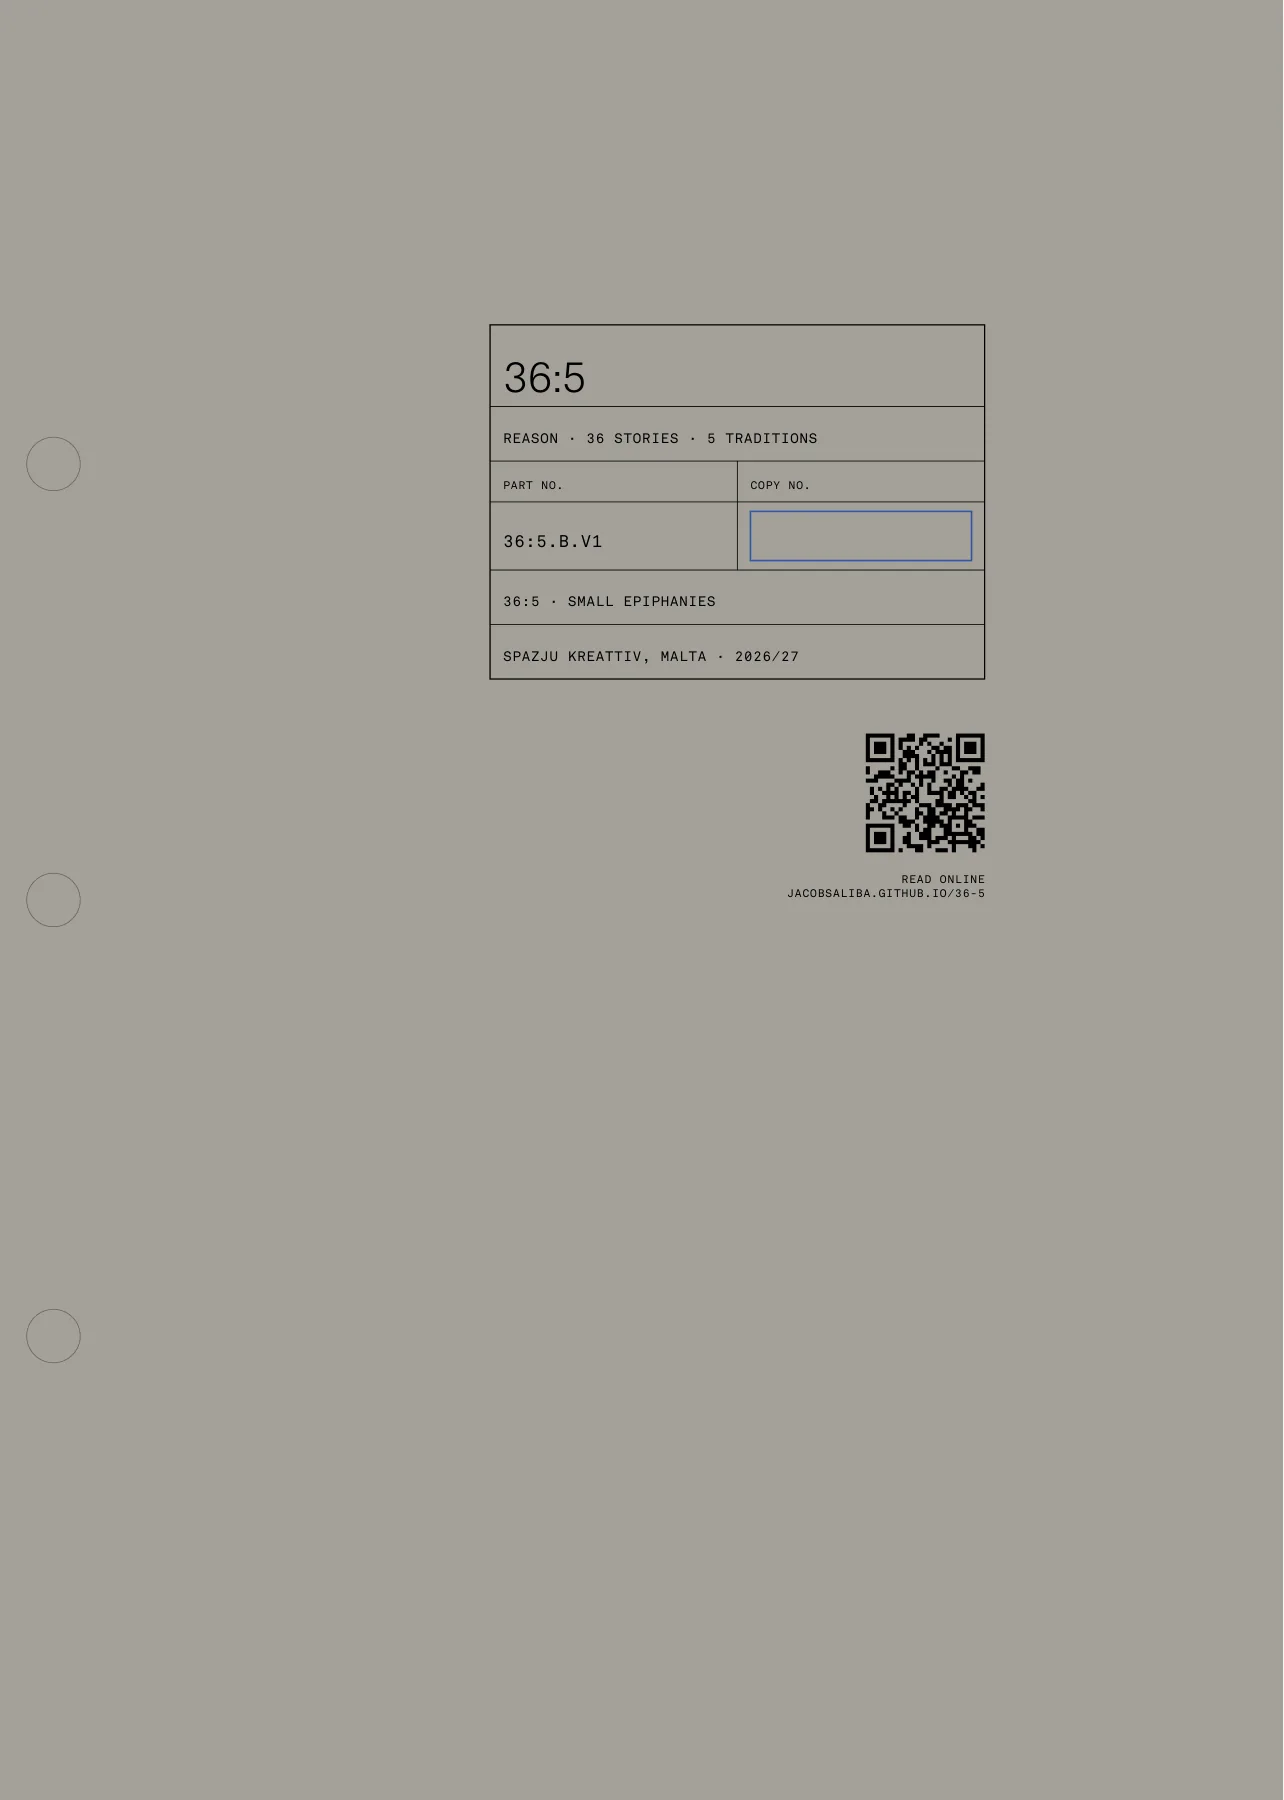 36:5
REASON · 36 STORIES · 5 TRADITIONS
PART NO.
COPY NO.
36:5.B.V1
36:5 · SMALL EPIPHANIES
SPAZJU KREATTIV, MALTA · 2026/27
READ ONLINE
JACOBSALIBA.GITHUB.IO/36-5